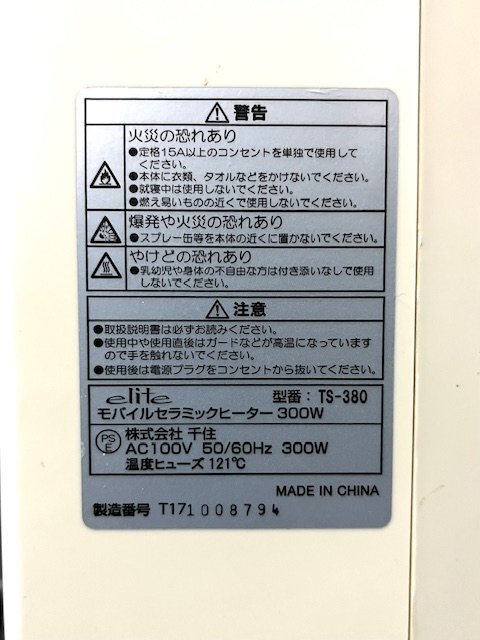 ⚠ 警告
火災の恐れあり
●定格15A以上のコンセントを単独で使用して
ください。
●本体に衣類、タオルなどをかけないでください。
●就寝中は使用しないでください。
●燃え易いものの近くで使用しないでください。
爆発や火災の恐れあり
●スプレー缶等を本体の近くに置かないでください。
やけどの恐れあり
●乳幼児や身体の不自由な方は付き添いなしで使用
しないでください。
⚠ 注意
●取扱説明書は必ずお読みください。
●使用中や使用直後はガードなどが高温になっています
ので手を触れないでください。
●使用後は電源プラグをコンセントから抜いてください。
elite 型番：TS-380
モバイルセラミックヒーター 300W
PSE 株式会社 千住
AC100V 50/60Hz 300W
温度ヒューズ 121℃
MADE IN CHINA
製造番号 T171008794